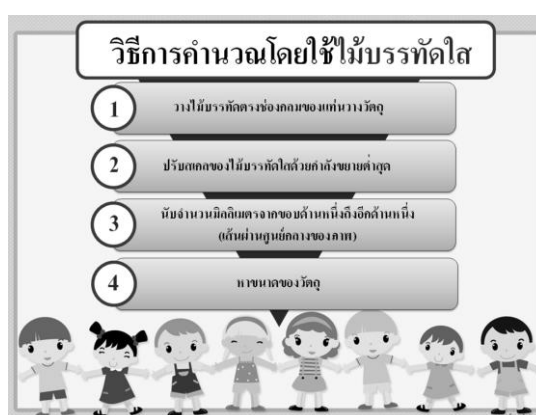 วิธีการคำนวณโดยใช้ไม้บรรทัดใส
1
วางไม้บรรทัดตรงช่องกลมของแท่นวางวัตถุ
2
ปรับสเกลของไม้บรรทัดใสด้วยกำลังขยายต่ำสุด
3
นับจำนวนมิลลิเมตรจากขอบด้านหนึ่งถึงอีกด้านหนึ่ง
(เส้นผ่านศูนย์กลางของภาพ)
4
หาขนาดของวัตถุ